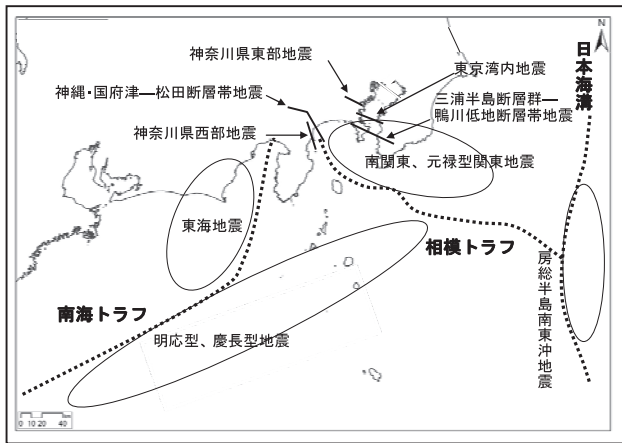 N
日本海溝
神奈川県東部地震
東京湾内地震
神縄・国府津―松田断層帯地震
三浦半島断層群―
鴨川低地断層帯地震
神奈川県西部地震
南関東、元禄型関東地震
東海地震
相模トラフ
房総半島南東沖地震
南海トラフ
明応型、慶長型地震
0 10 20 40